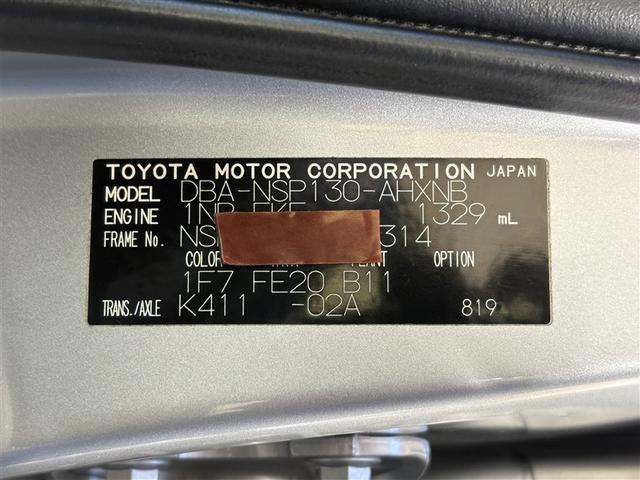 TOYOTA MOTOR CORPORATION JAPAN
MODEL DBA-NSP130-AHXNB
ENGINE 1329 mL
FRAME No. 314
COLOR OPTION
1F7 FE20 B11
TRANS./AXLE K411 -02A 819